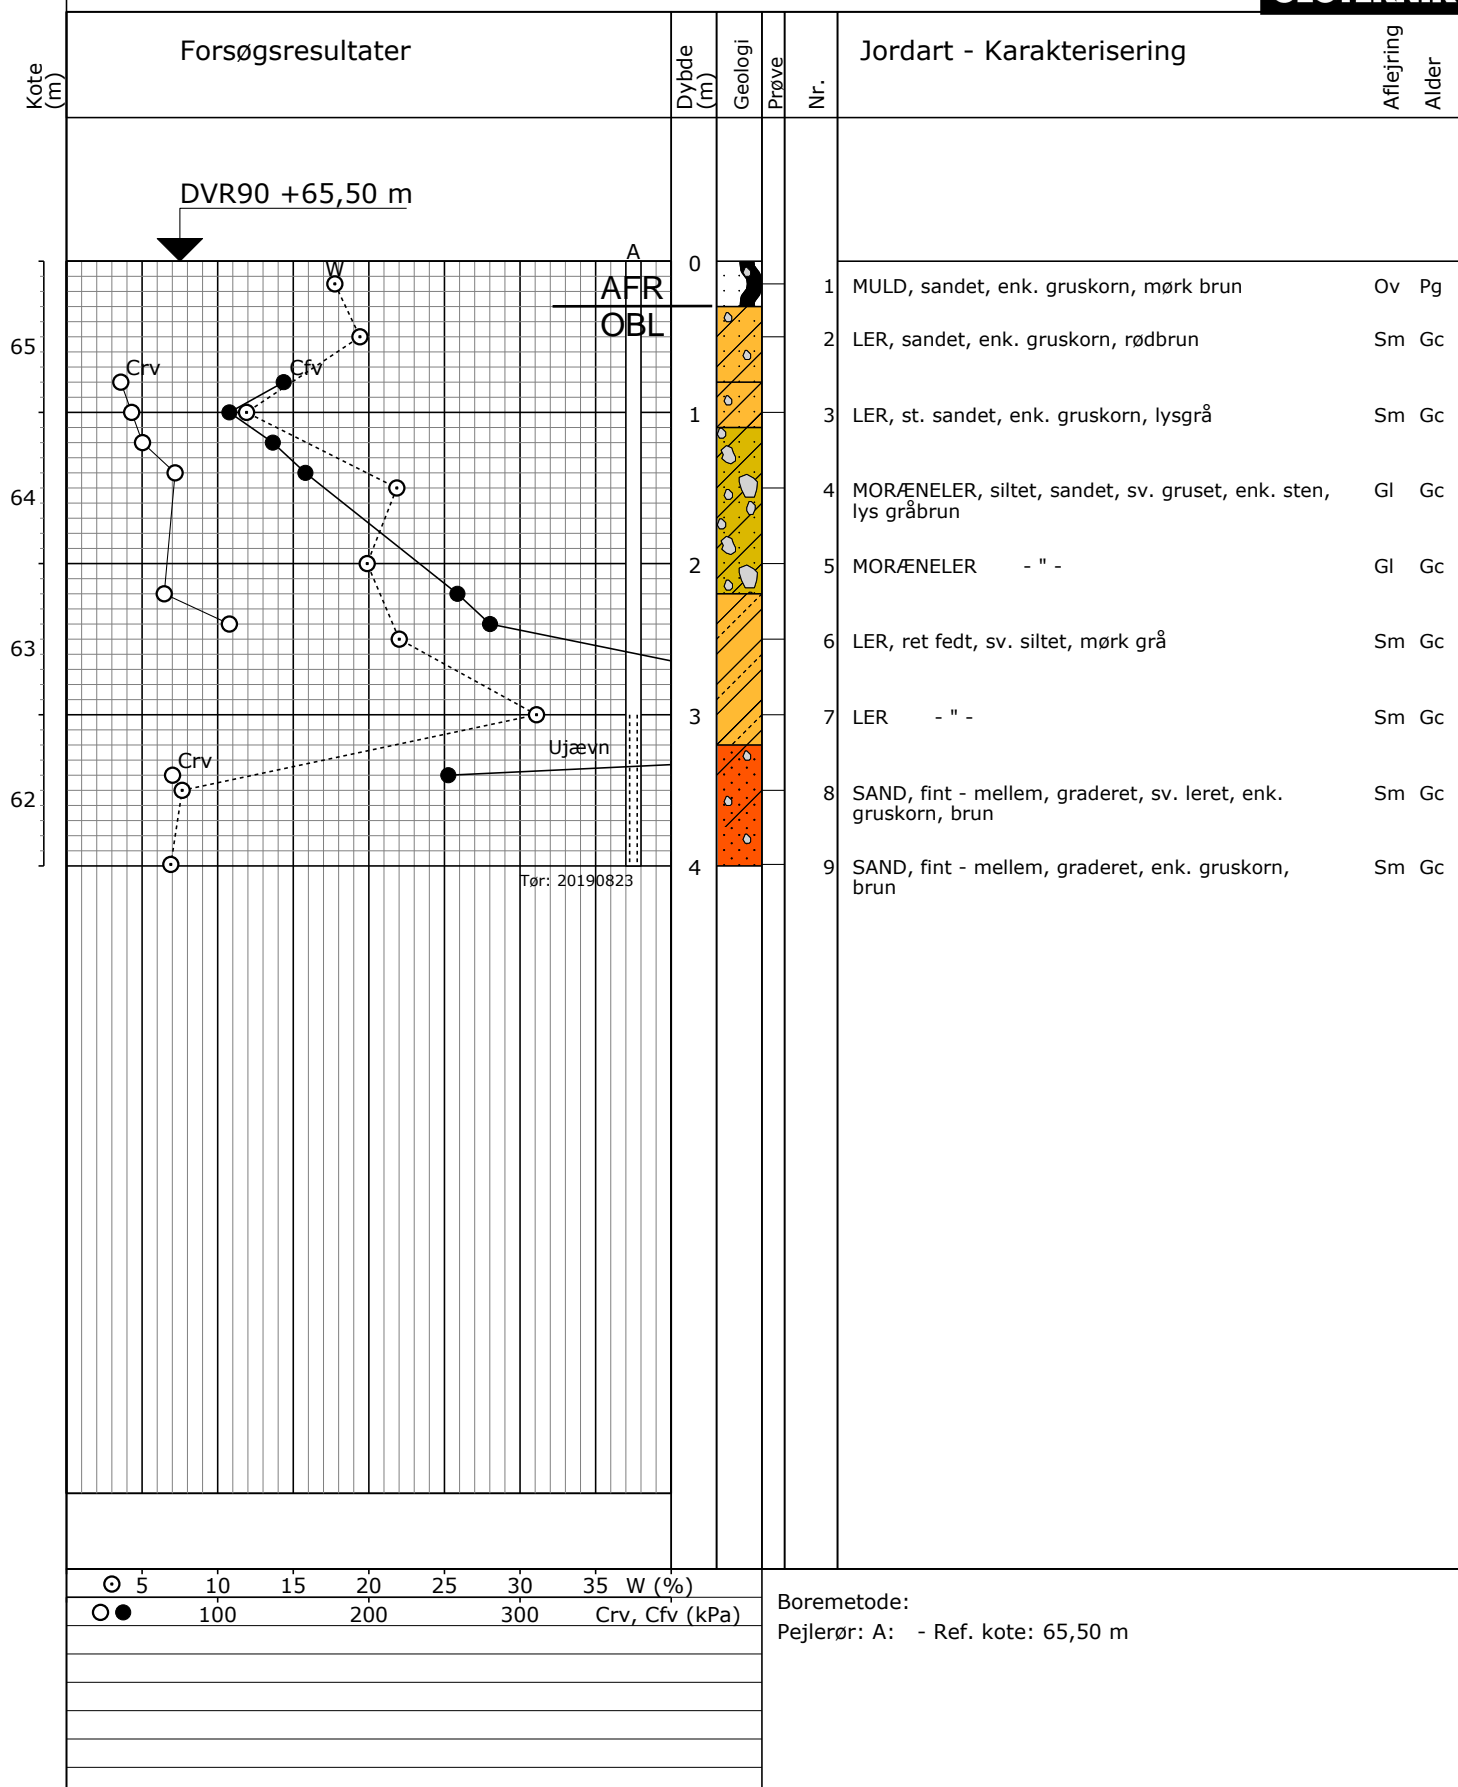 Forsøgsresultater
Jordart - Karakterisering
Kote
(m)
Dybde
(m)
Geologi
Prøve
Nr.
Aflejring
Alder
DVR90 +65,50 m
A
W
0
AFR
OBL
1 MULD, sandet, enk. gruskorn, mørk brun Ov Pg
65
2 LER, sandet, enk. gruskorn, rødbrun Sm Gc
Crv
Cfv
1
3 LER, st. sandet, enk. gruskorn, lysgrå Sm Gc
64
4 MORÆNELER, siltet, sandet, sv. gruset, enk. sten, Gl Gc
lys gråbrun
2
5 MORÆNELER - " - Gl Gc
63
6 LER, ret fedt, sv. siltet, mørk grå Sm Gc
3
7 LER - " - Sm Gc
Ujævn
Crv
62
8 SAND, fint - mellem, graderet, sv. leret, enk. Sm Gc
gruskorn, brun
4
9 SAND, fint - mellem, graderet, enk. gruskorn, Sm Gc
brun
Tør: 20190823
5 10 15 20 25 30 35 W (%)
100 200 300 Crv, Cfv (kPa)
Boremetode:
Pejlerør: A: - Ref. kote: 65,50 m